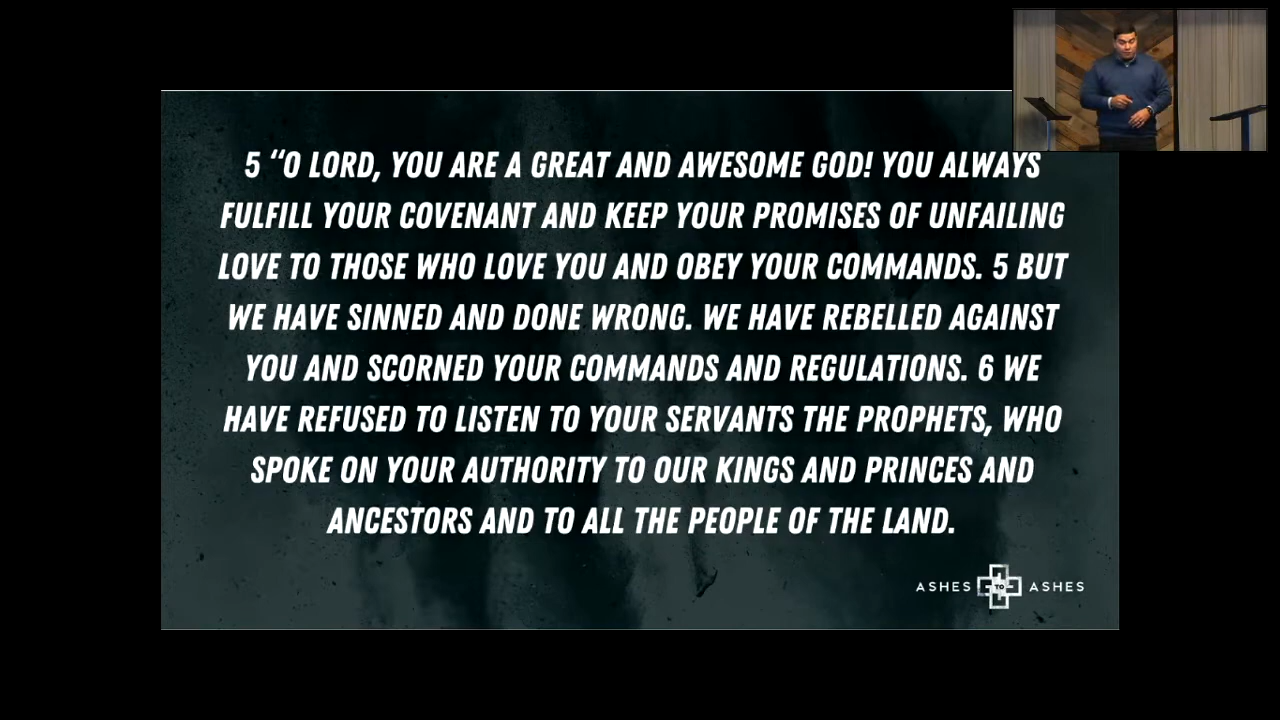 5 “O LORD, YOU ARE A GREAT AND AWESOME GOD! YOU ALWAYS
FULFILL YOUR COVENANT AND KEEP YOUR PROMISES OF UNFAILING
LOVE TO THOSE WHO LOVE YOU AND OBEY YOUR COMMANDS. 5 BUT
WE HAVE SINNED AND DONE WRONG. WE HAVE REBELLED AGAINST
YOU AND SCORNED YOUR COMMANDS AND REGULATIONS. 6 WE
HAVE REFUSED TO LISTEN TO YOUR SERVANTS THE PROPHETS, WHO
SPOKE ON YOUR AUTHORITY TO OUR KINGS AND PRINCES AND
ANCESTORS AND TO ALL THE PEOPLE OF THE LAND.
ASHES TO ASHES